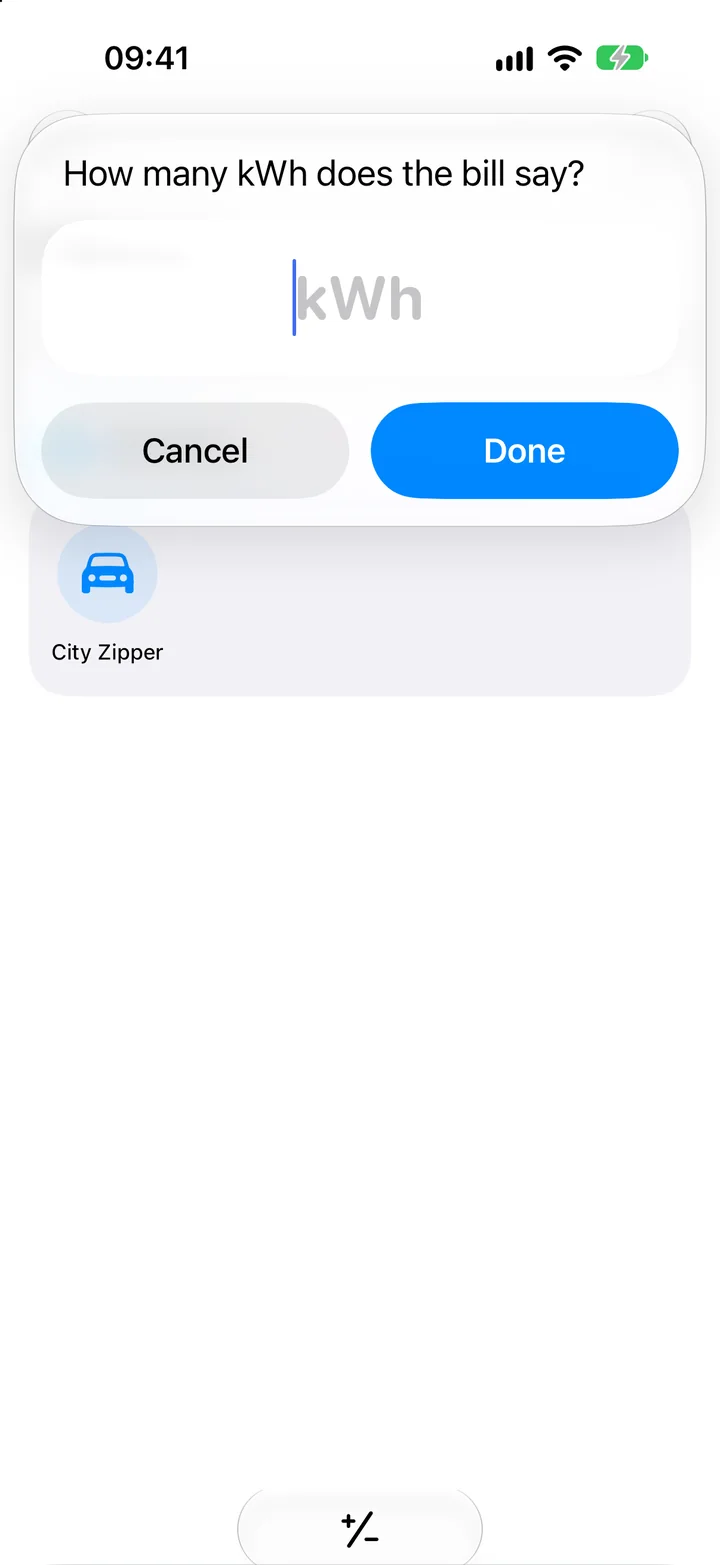 09:41
How many kWh does the bill say?
kWh
Cancel
Done
City Zipper
+/-